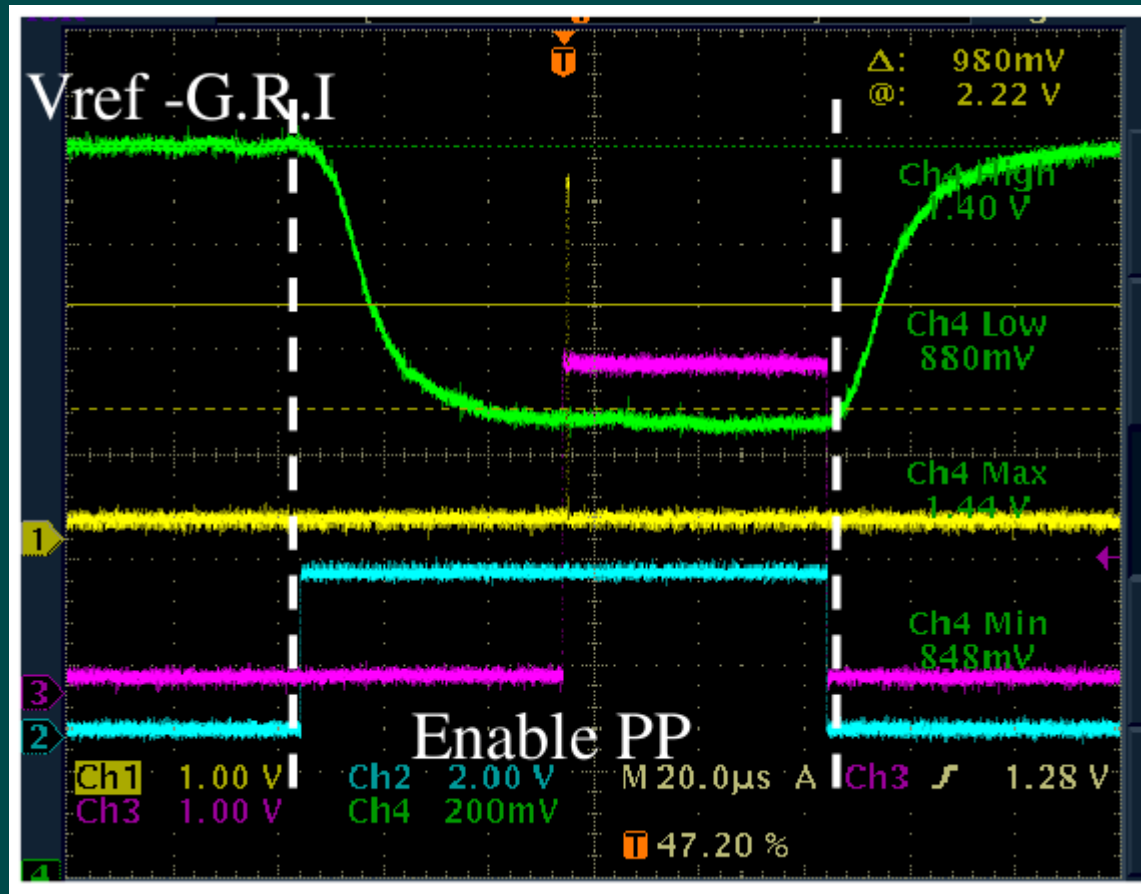 T
Δ: 980mV
@: 2.22 V
Vref -G.R.I
Ch4 High
1.40 V
Ch4 Low
880mV
Ch4 Max
1.44 V
1
Ch4 Min
848mV
3
2
Enable PP
Ch1 1.00 V Ch2 2.00 V M 20.0µs A Ch3 1.28 V
Ch3 1.00 V Ch4 200mV
T 47.20 %
4